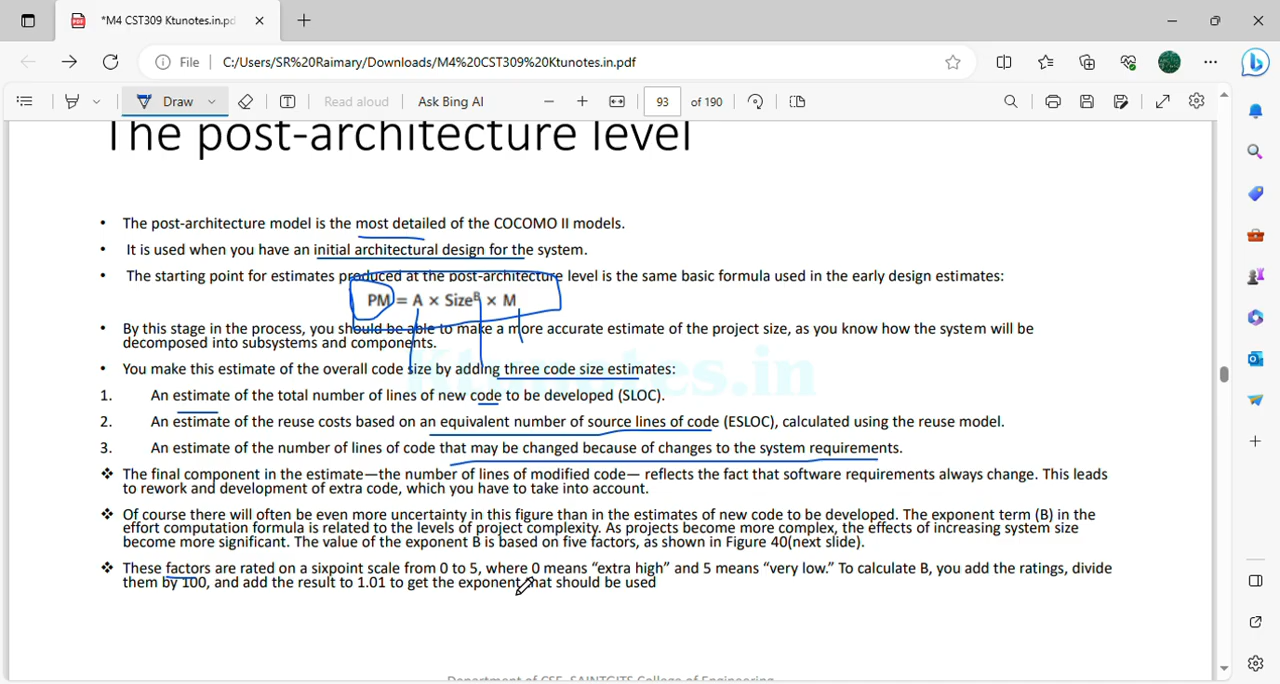 *M4 CST309 Ktunotes.in.pd
File
C:/Users/SR%20Raimary/Downloads/M4%20CST309%20Ktunotes.in.pdf
Draw
Read aloud
Ask Bing AI
93 of 190
The post-architecture level
• The post-architecture model is the most detailed of the COCOMO II models.
• It is used when you have an initial architectural design for the system.
• The starting point for estimates produced at the post-architecture level is the same basic formula used in the early design estimates:
PM = A × Size^B × M
• By this stage in the process, you should be able to make a more accurate estimate of the project size, as you know how the system will be
decomposed into subsystems and components.
Ktunotes.in
• You make this estimate of the overall code size by adding three code size estimates:
1. An estimate of the total number of lines of new code to be developed (SLOC).
2. An estimate of the reuse costs based on an equivalent number of source lines of code (ESLOC), calculated using the reuse model.
3. An estimate of the number of lines of code that may be changed because of changes to the system requirements.
❖ The final component in the estimate—the number of lines of modified code— reflects the fact that software requirements always change. This leads
to rework and development of extra code, which you have to take into account.
❖ Of course there will often be even more uncertainty in this figure than in the estimates of new code to be developed. The exponent term (B) in the
effort computation formula is related to the levels of project complexity. As projects become more complex, the effects of increasing system size
become more significant. The value of the exponent B is based on five factors, as shown in Figure 40(next slide).
❖ These factors are rated on a sixpoint scale from 0 to 5, where 0 means “extra high” and 5 means “very low.” To calculate B, you add the ratings, divide
them by 100, and add the result to 1.01 to get the exponent that should be used
Department of CSE, SAINTGITS College of Engineering